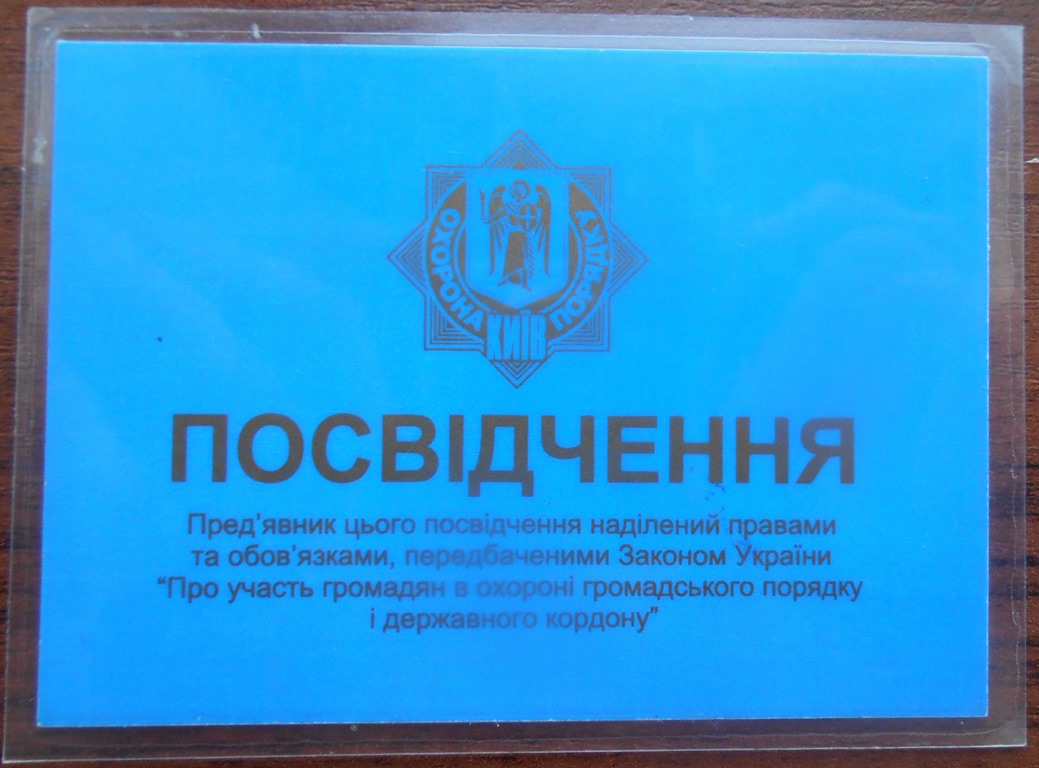 ОХОРОНА ПОРЯДКУ
КИЇВ
ПОСВІДЧЕННЯ
Пред’явник цього посвідчення наділений правами
та обов’язками, передбаченими Законом України
“Про участь громадян в охороні громадського порядку
і державного кордону”